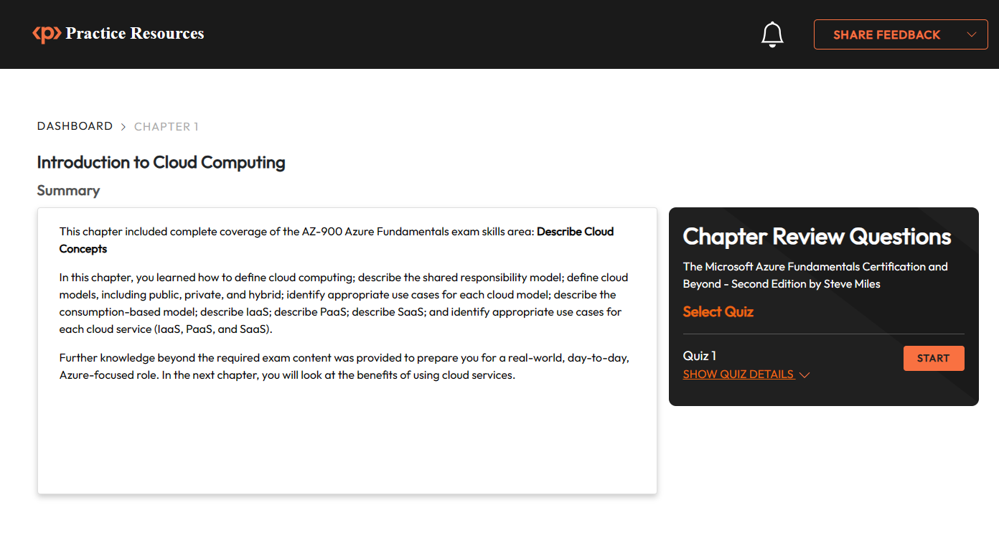 <p> Practice Resources
SHARE FEEDBACK
DASHBOARD > CHAPTER 1
Introduction to Cloud Computing
Summary
This chapter included complete coverage of the AZ-900 Azure Fundamentals exam skills area: Describe Cloud
Concepts
In this chapter, you learned how to define cloud computing; describe the shared responsibility model; define cloud
models, including public, private, and hybrid; identify appropriate use cases for each cloud model; describe the
consumption-based model; describe IaaS; describe PaaS; describe SaaS; and identify appropriate use cases for
each cloud service (IaaS, PaaS, and SaaS).
Further knowledge beyond the required exam content was provided to prepare you for a real-world, day-to-day,
Azure-focused role. In the next chapter, you will look at the benefits of using cloud services.
Chapter Review Questions
The Microsoft Azure Fundamentals Certification and
Beyond - Second Edition by Steve Miles
Select Quiz
Quiz 1
START
SHOW QUIZ DETAILS